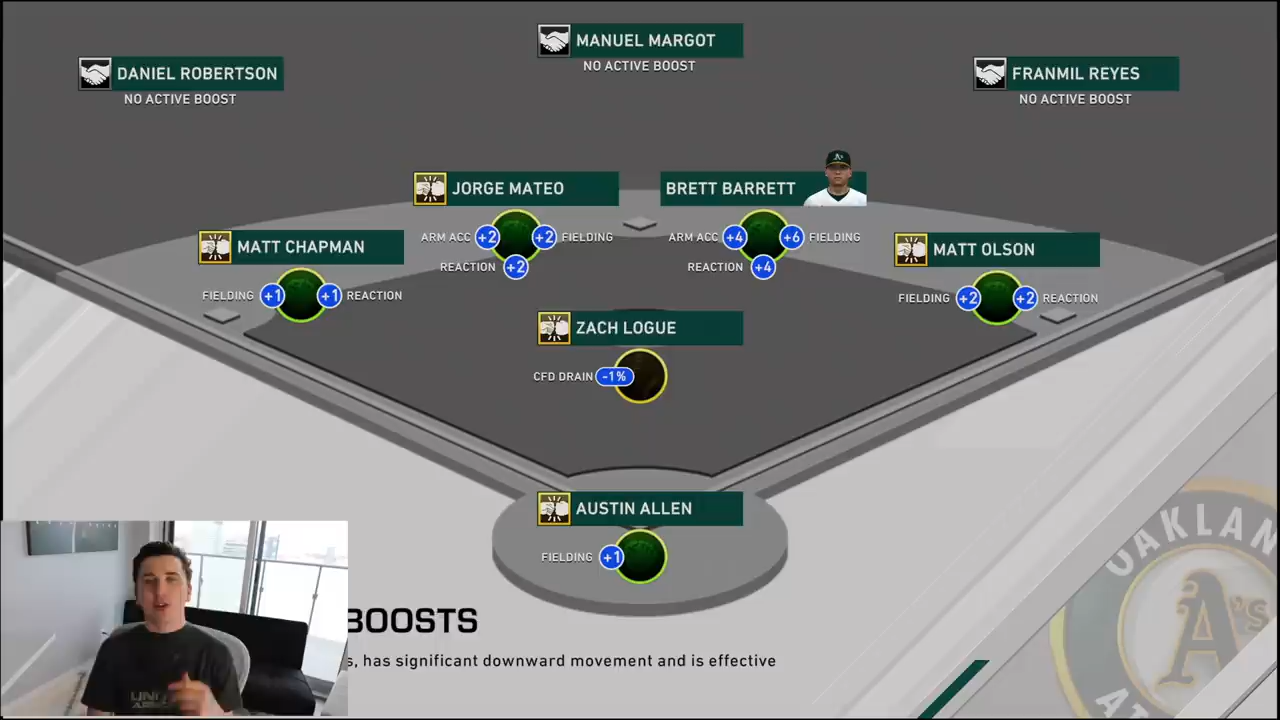 MANUEL MARGOT
NO ACTIVE BOOST
DANIEL ROBERTSON
NO ACTIVE BOOST
FRANMIL REYES
NO ACTIVE BOOST
JORGE MATEO
ARM ACC +2 +2 FIELDING
REACTION +2
BRETT BARRETT
ARM ACC +4 +6 FIELDING
REACTION +4
MATT CHAPMAN
FIELDING +1 +1 REACTION
MATT OLSON
FIELDING +2 +2 REACTION
ZACH LOGUE
CFD DRAIN -1%
AUSTIN ALLEN
FIELDING +1
BOOSTS
s, has significant downward movement and is effective
OAKLAN
A's
AT